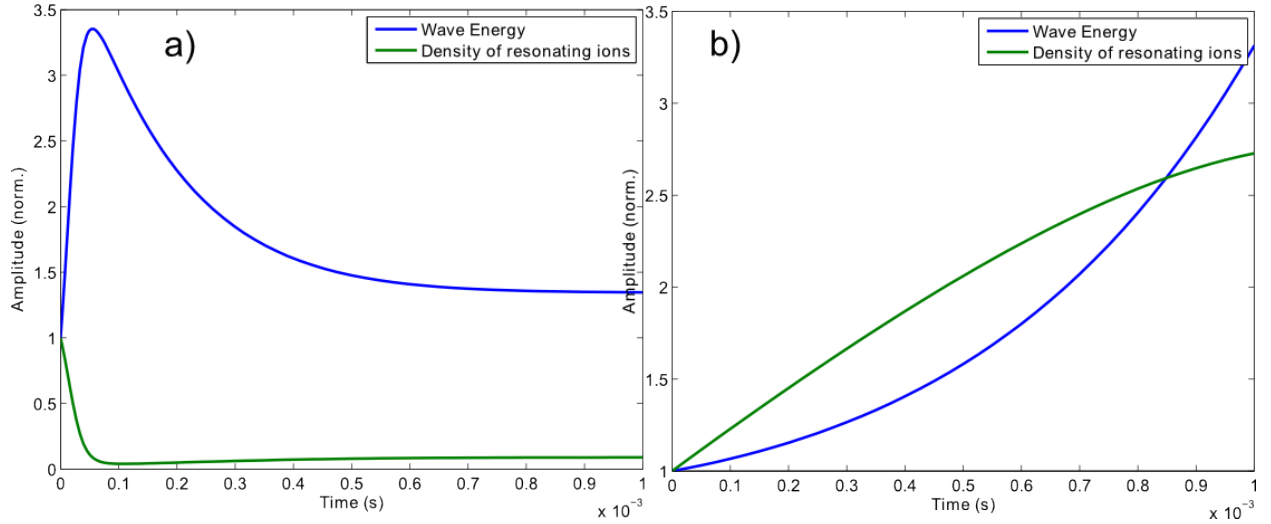 a)
Wave Energy
Density of resonating ions
3.5
3
2.5
2
1.5
1
0.5
0
Amplitude (norm.)
0 0.1 0.2 0.3 0.4 0.5 0.6 0.7 0.8 0.9 1
Time (s)
x 10⁻³
b)
Wave Energy
Density of resonating ions
3.5
3
2.5
2
1.5
1
Amplitude (norm.)
0 0.1 0.2 0.3 0.4 0.5 0.6 0.7 0.8 0.9 1
Time (s)
x 10⁻³